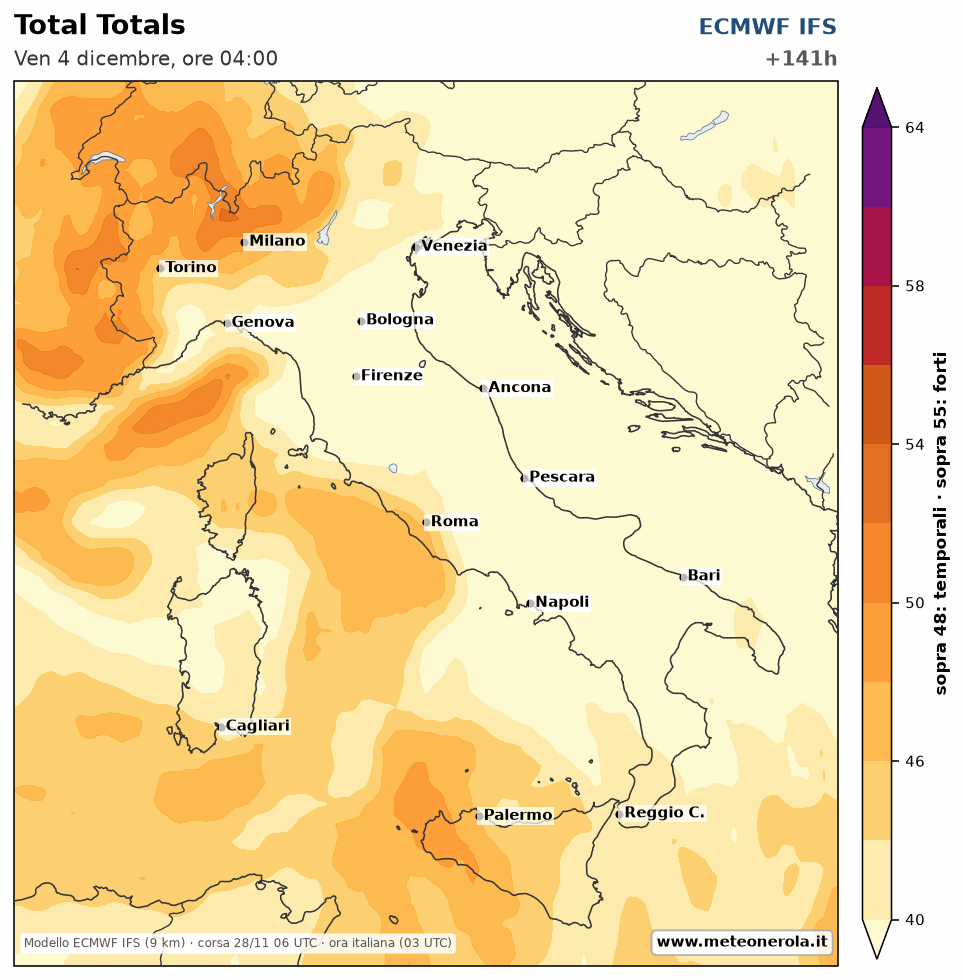 Total Totals
ECMWF IFS
Ven 4 dicembre, ore 04:00
+141h
Milano
Venezia
Torino
Genova
Bologna
Firenze
Ancona
Pescara
Roma
Bari
Napoli
Cagliari
Palermo
Reggio C.
64
58
54
50
46
40
sopra 48: temporali · sopra 55: forti
Modello ECMWF IFS (9 km) · corsa 28/11 06 UTC · ora italiana (03 UTC)
www.meteonerola.it